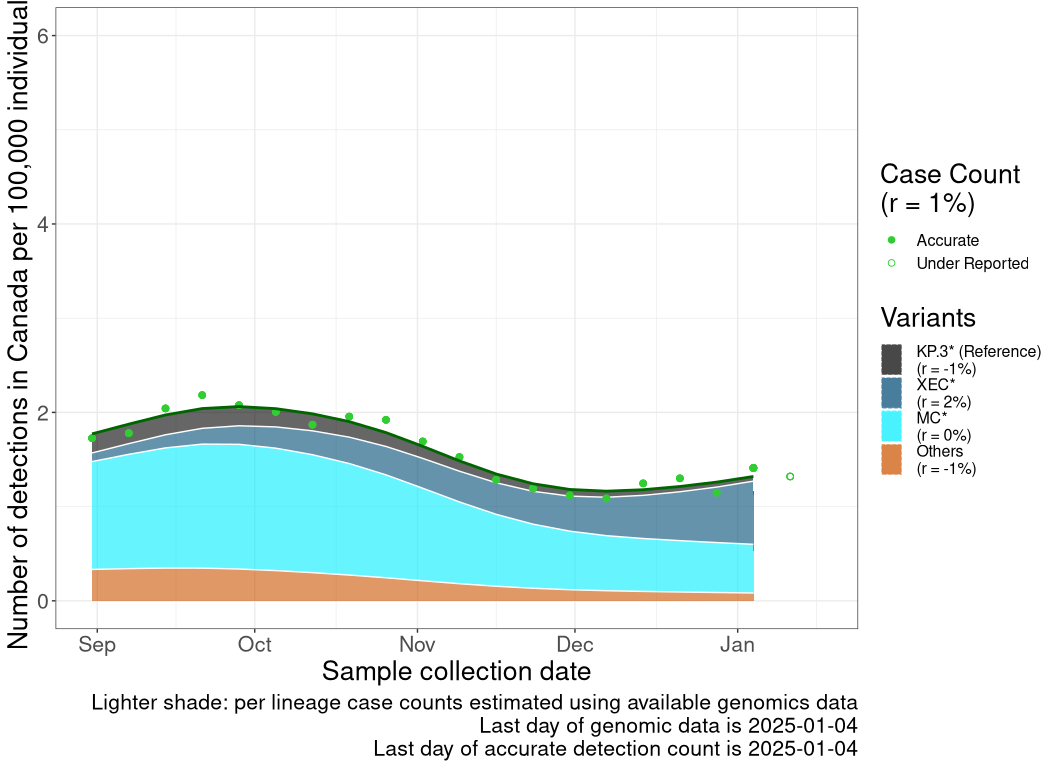 Number of detections in Canada per 100,000 individual
6
4
2
0
Sep Oct Nov Dec Jan
Sample collection date
Lighter shade: per lineage case counts estimated using available genomics data
Last day of genomic data is 2025-01-04
Last day of accurate detection count is 2025-01-04
Case Count
(r = 1%)
Accurate
Under Reported
Variants
KP.3* (Reference)
(r = -1%)
XEC*
(r = 2%)
MC*
(r = 0%)
Others
(r = -1%)